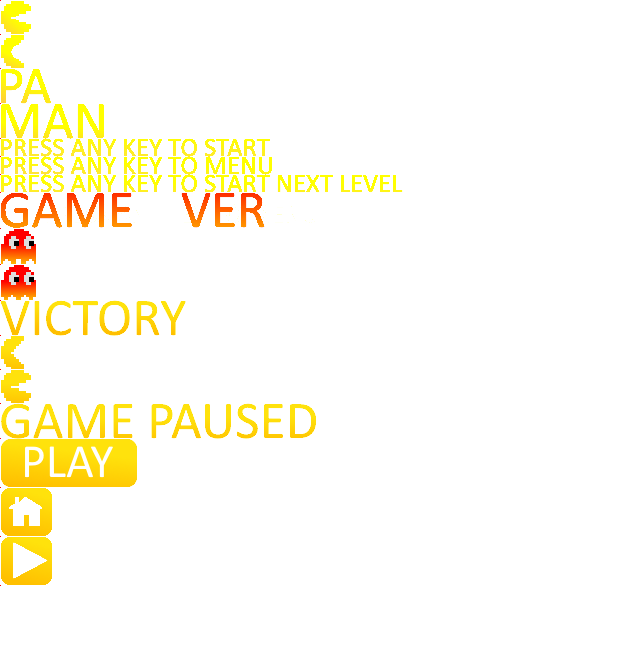 PA
MAN
PRESS ANY KEY TO START
PRESS ANY KEY TO MENU
PRESS ANY KEY TO START NEXT LEVEL
GAME VER
VICTORY
GAME PAUSED
PLAY